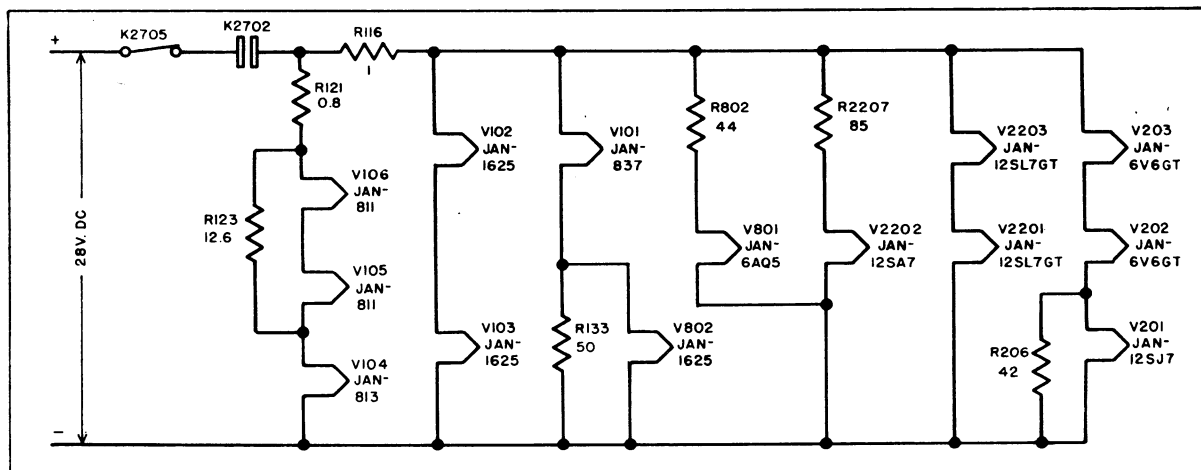 K2705
K2702
R116
1
+
28V. DC
−
R121
0.8
V106
JAN-
811
R123
12.6
V105
JAN-
811
V104
JAN-
813
V102
JAN-
1625
V103
JAN-
1625
V101
JAN-
837
R133
50
V802
JAN-
1625
R802
44
V801
JAN-
6AQ5
R2207
85
V2202
JAN-
12SA7
V2203
JAN-
12SL7GT
V2201
JAN-
12SL7GT
V203
JAN-
6V6GT
V202
JAN-
6V6GT
R206
42
V201
JAN-
12SJ7